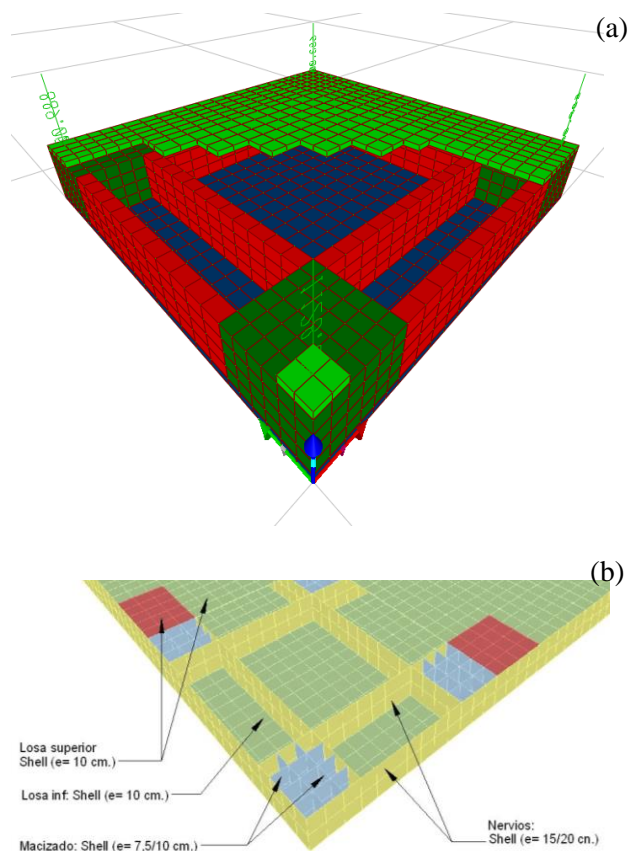 (a)
(b)
Losa superior
Shell (e= 10 cm.)
Losa inf: Shell (e= 10 cm.)
Macizado: Shell (e= 7,5/10 cm.)
Nervios:
Shell (e= 15/20 cn.)